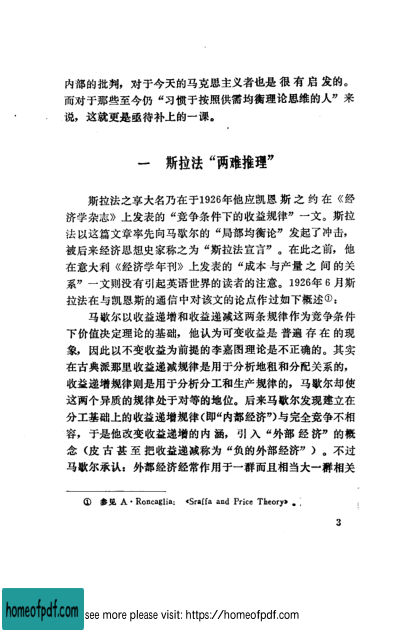 内部的批判，对于今天的马克思主义者也是很有启发的。
而对于那些至今仍“习惯于按照供需均衡理论思维的人”来
说，这就更是亟待补上的一课。
一 斯拉法“两难推理”
斯拉法之享大名乃在于1926年他应凯恩斯之约在《经
济学杂志》上发表的“竞争条件下的收益规律”一文。斯拉
法以这篇文章率先向马歇尔的“局部均衡论”发起了冲击，
被后来经济思想史家称之为“斯拉法宣言”。在此之前，他
在意大利《经济学年刊》上发表的“成本与产量之间的关
系”一文则没有引起英语世界的读者的注意。1926年6月斯
拉法在与凯恩斯的通信中对该文的论点作过如下概述①：
马歇尔以收益递增和收益递减这两条规律作为竞争条件
下价值决定理论的基础，他认为可变收益是普遍存在的现
象，因此以不变收益为前提的李嘉图理论是不正确的。其实
在古典派那里收益递减规律是用于分析地租和分配关系的，
收益递增规律则是用于分析分工和生产规律的，马歇尔却使
这两个异质的规律处于对等的地位。后来马歇尔发现建立在
分工基础上的收益递增规律（即“内部经济”）与完全竞争不相
容，于是他改变收益递增的内涵，引入“外部经济”的概
念（皮古甚至把收益递减称为“负的外部经济”）。不过
马歇尔承认：外部经济经常作用于一群而且相当大一群相关
① 参见 A·Roncaglia：《Sraffa and Price Theory》。
3
homeofpdf.com
see more please visit: https://homeofpdf.com